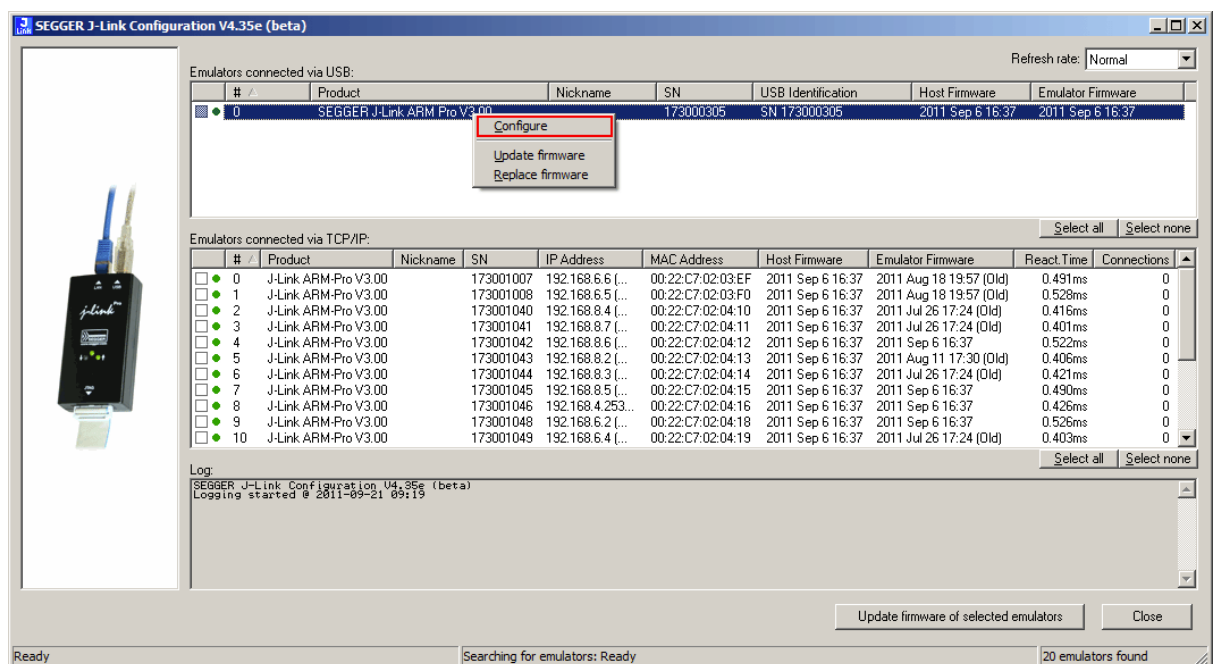 SEGGER J-Link Configuration V4.35e (beta)
Refresh rate: Normal
Emulators connected via USB:
# Product Nickname SN USB Identification Host Firmware Emulator Firmware
0 SEGGER J-Link ARM Pro V3.00 173000305 SN 173000305 2011 Sep 6 16:37 2011 Sep 6 16:37
Configure
Update firmware
Replace firmware
Select all Select none
Emulators connected via TCP/IP:
# Product Nickname SN IP Address MAC Address Host Firmware Emulator Firmware React.Time Connections
0 J-Link ARM-Pro V3.00 173001007 192.168.6.6 (... 00:22:C7:02:03:EF 2011 Sep 6 16:37 2011 Aug 18 19:57 (Old) 0.491ms 0
1 J-Link ARM-Pro V3.00 173001008 192.168.6.5 (... 00:22:C7:02:03:F0 2011 Sep 6 16:37 2011 Aug 18 19:57 (Old) 0.528ms 0
2 J-Link ARM-Pro V3.00 173001040 192.168.8.4 (... 00:22:C7:02:04:10 2011 Sep 6 16:37 2011 Jul 26 17:24 (Old) 0.416ms 0
3 J-Link ARM-Pro V3.00 173001041 192.168.8.7 (... 00:22:C7:02:04:11 2011 Sep 6 16:37 2011 Jul 26 17:24 (Old) 0.401ms 0
4 J-Link ARM-Pro V3.00 173001042 192.168.8.6 (... 00:22:C7:02:04:12 2011 Sep 6 16:37 2011 Sep 6 16:37 0.522ms 0
5 J-Link ARM-Pro V3.00 173001043 192.168.8.2 (... 00:22:C7:02:04:13 2011 Sep 6 16:37 2011 Aug 11 17:30 (Old) 0.406ms 0
6 J-Link ARM-Pro V3.00 173001044 192.168.8.3 (... 00:22:C7:02:04:14 2011 Sep 6 16:37 2011 Jul 26 17:24 (Old) 0.421ms 0
7 J-Link ARM-Pro V3.00 173001045 192.168.8.5 (... 00:22:C7:02:04:15 2011 Sep 6 16:37 2011 Sep 6 16:37 0.490ms 0
8 J-Link ARM-Pro V3.00 173001046 192.168.4.253... 00:22:C7:02:04:16 2011 Sep 6 16:37 2011 Sep 6 16:37 0.426ms 0
9 J-Link ARM-Pro V3.00 173001048 192.168.6.2 (... 00:22:C7:02:04:18 2011 Sep 6 16:37 2011 Sep 6 16:37 0.526ms 0
10 J-Link ARM-Pro V3.00 173001049 192.168.6.4 (... 00:22:C7:02:04:19 2011 Sep 6 16:37 2011 Jul 26 17:24 (Old) 0.403ms 0
Select all Select none
j-link Pro
SEGGER
Log:
SEGGER J-Link Configuration V4.35e (beta)
Logging started @ 2011-09-21 09:19
Update firmware of selected emulators Close
Ready Searching for emulators: Ready 20 emulators found